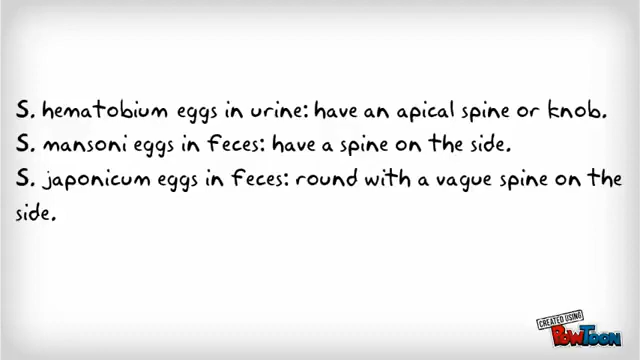 S. hematobium eggs in urine: have an apical spine or knob.
S. mansoni eggs in feces: have a spine on the side.
S. japonicum eggs in feces: round with a vague spine on the
side.
CREATED USING
POWTOON